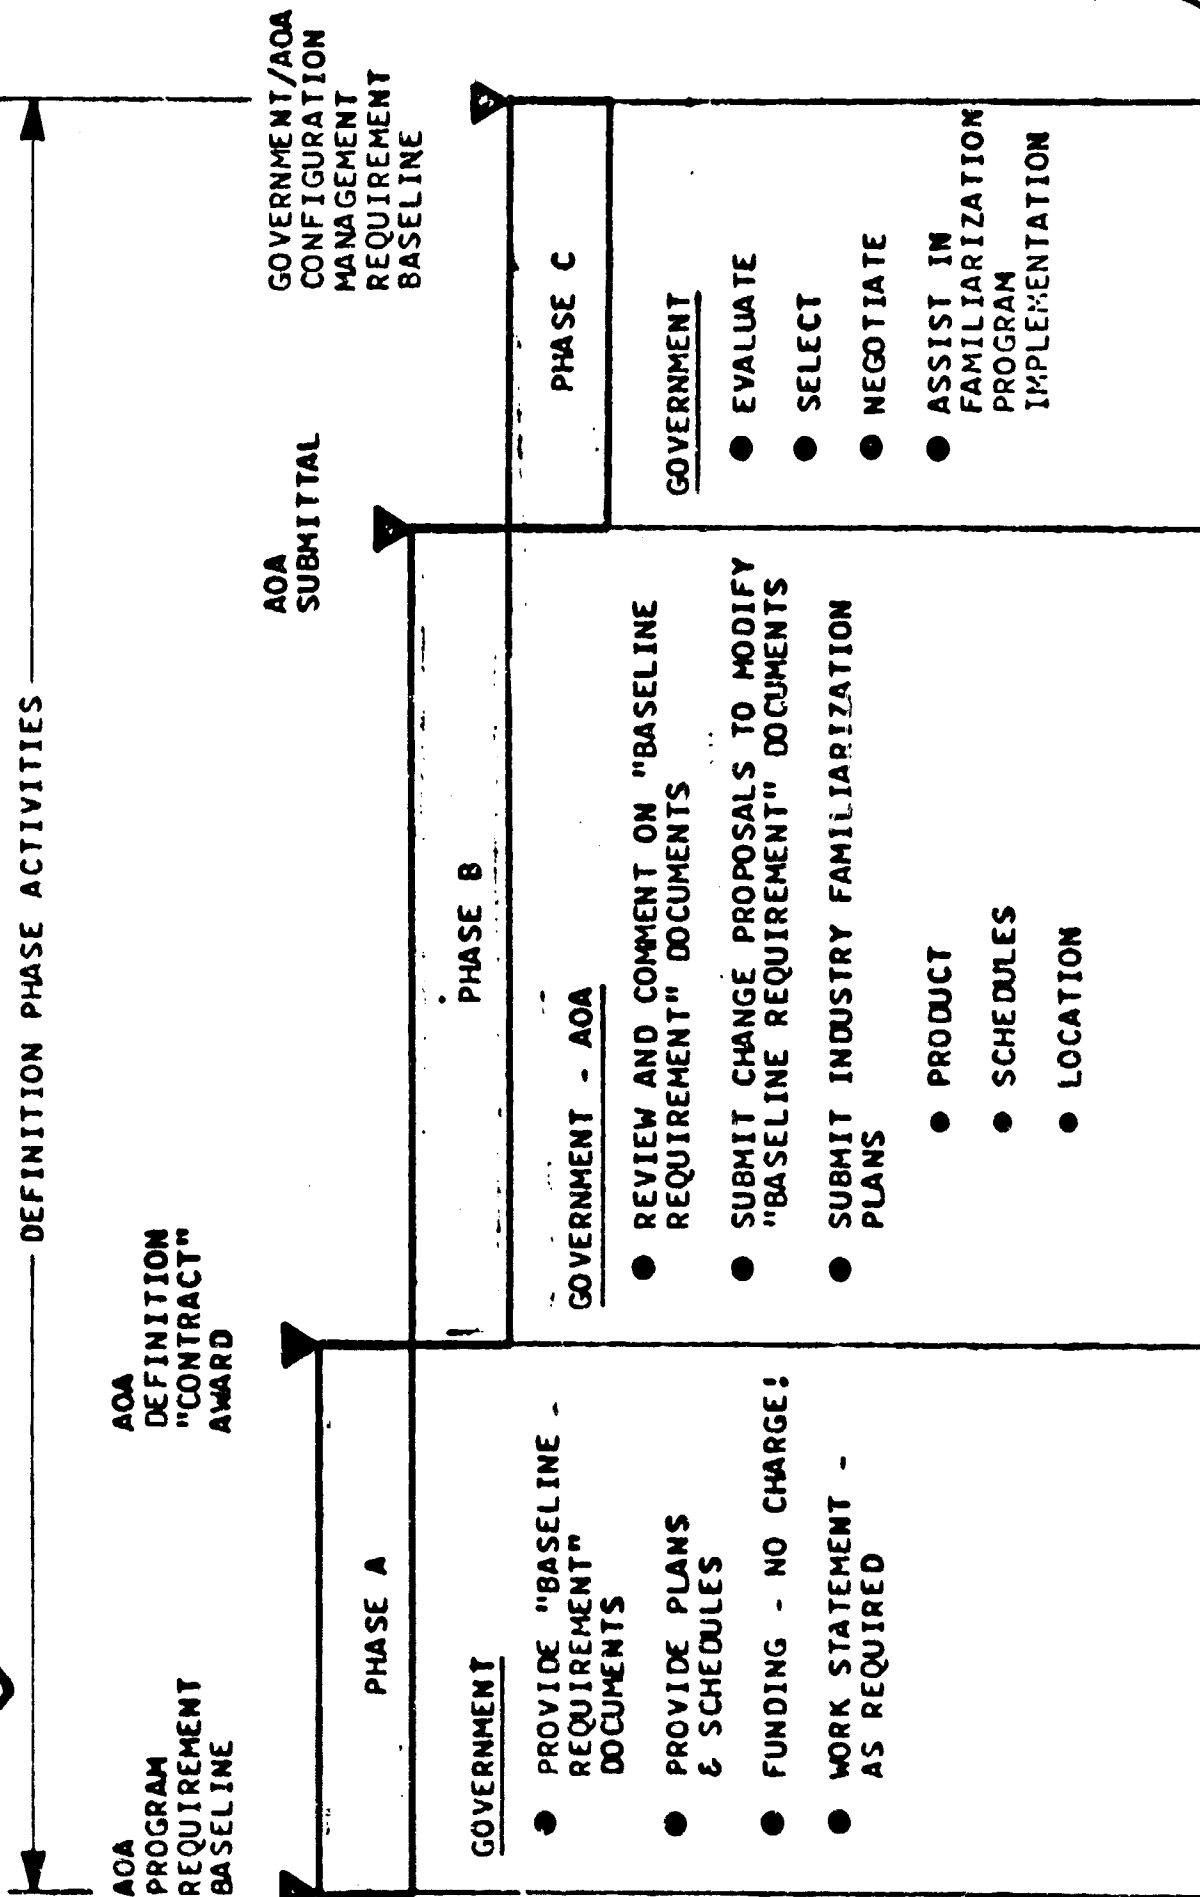 DEFINITION PHASE ACTIVITIES
AOA
PROGRAM
REQUIREMENT
BASELINE
AOA
DEFINITION
"CONTRACT"
AWARD
AOA
SUBMITTAL
GOVERNMENT/AOA
CONFIGURATION
MANAGEMENT
REQUIREMENT
BASELINE
PHASE A
PHASE B
PHASE C
GOVERNMENT
● PROVIDE "BASELINE -
REQUIREMENT"
DOCUMENTS
● PROVIDE PLANS
& SCHEDULES
● FUNDING - NO CHARGE!
● WORK STATEMENT -
AS REQUIRED
GOVERNMENT - AOA
● REVIEW AND COMMENT ON "BASELINE
REQUIREMENT" DOCUMENTS
● SUBMIT CHANGE PROPOSALS TO MODIFY
"BASELINE REQUIREMENT" DOCUMENTS
● SUBMIT INDUSTRY FAMILIARIZATION
PLANS
● PRODUCT
● SCHEDULES
● LOCATION
GOVERNMENT
● EVALUATE
● SELECT
● NEGOTIATE
● ASSIST IN
FAMILIARIZATION
PROGRAM
IMPLEMENTATION